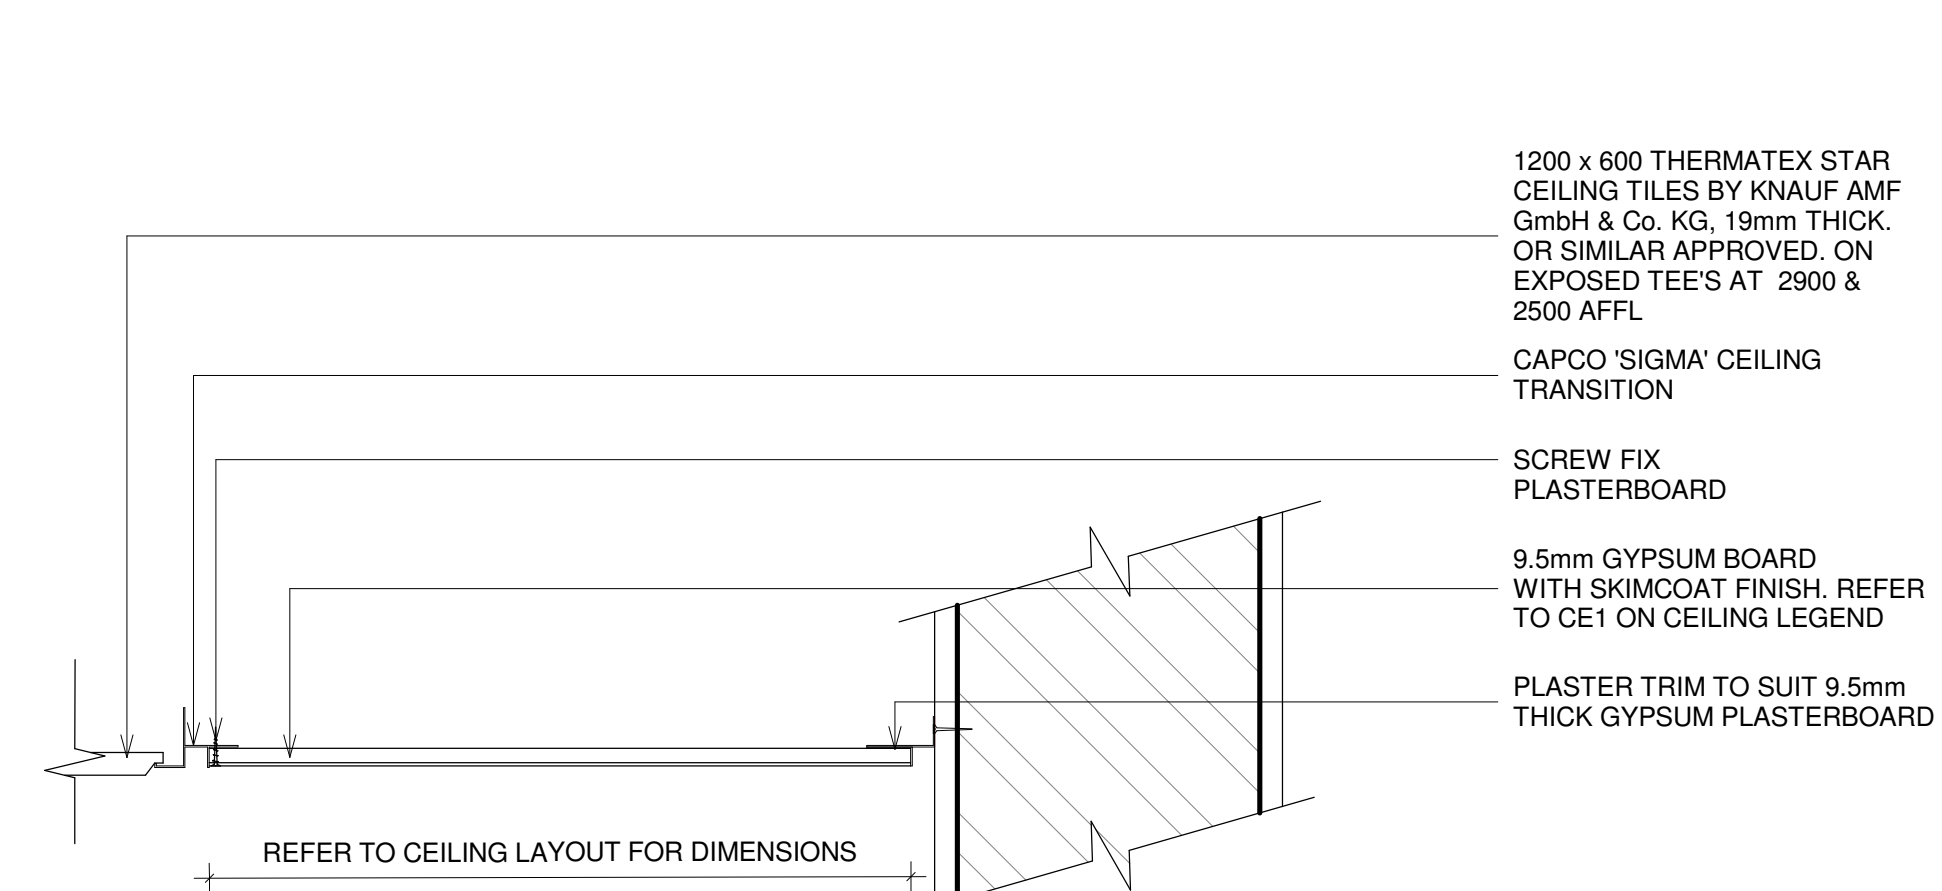 1200 x 600 THERMATEX STAR
CEILING TILES BY KNAUF AMF
GmbH & Co. KG, 19mm THICK.
OR SIMILAR APPROVED. ON
EXPOSED TEE'S AT  2900 &
2500 AFFL
CAPCO 'SIGMA' CEILING
TRANSITION
SCREW FIX
PLASTERBOARD
9.5mm GYPSUM BOARD
WITH SKIMCOAT FINISH. REFER
TO CE1 ON CEILING LEGEND
PLASTER TRIM TO SUIT 9.5mm
THICK GYPSUM PLASTERBOARD
REFER TO CEILING LAYOUT FOR DIMENSIONS